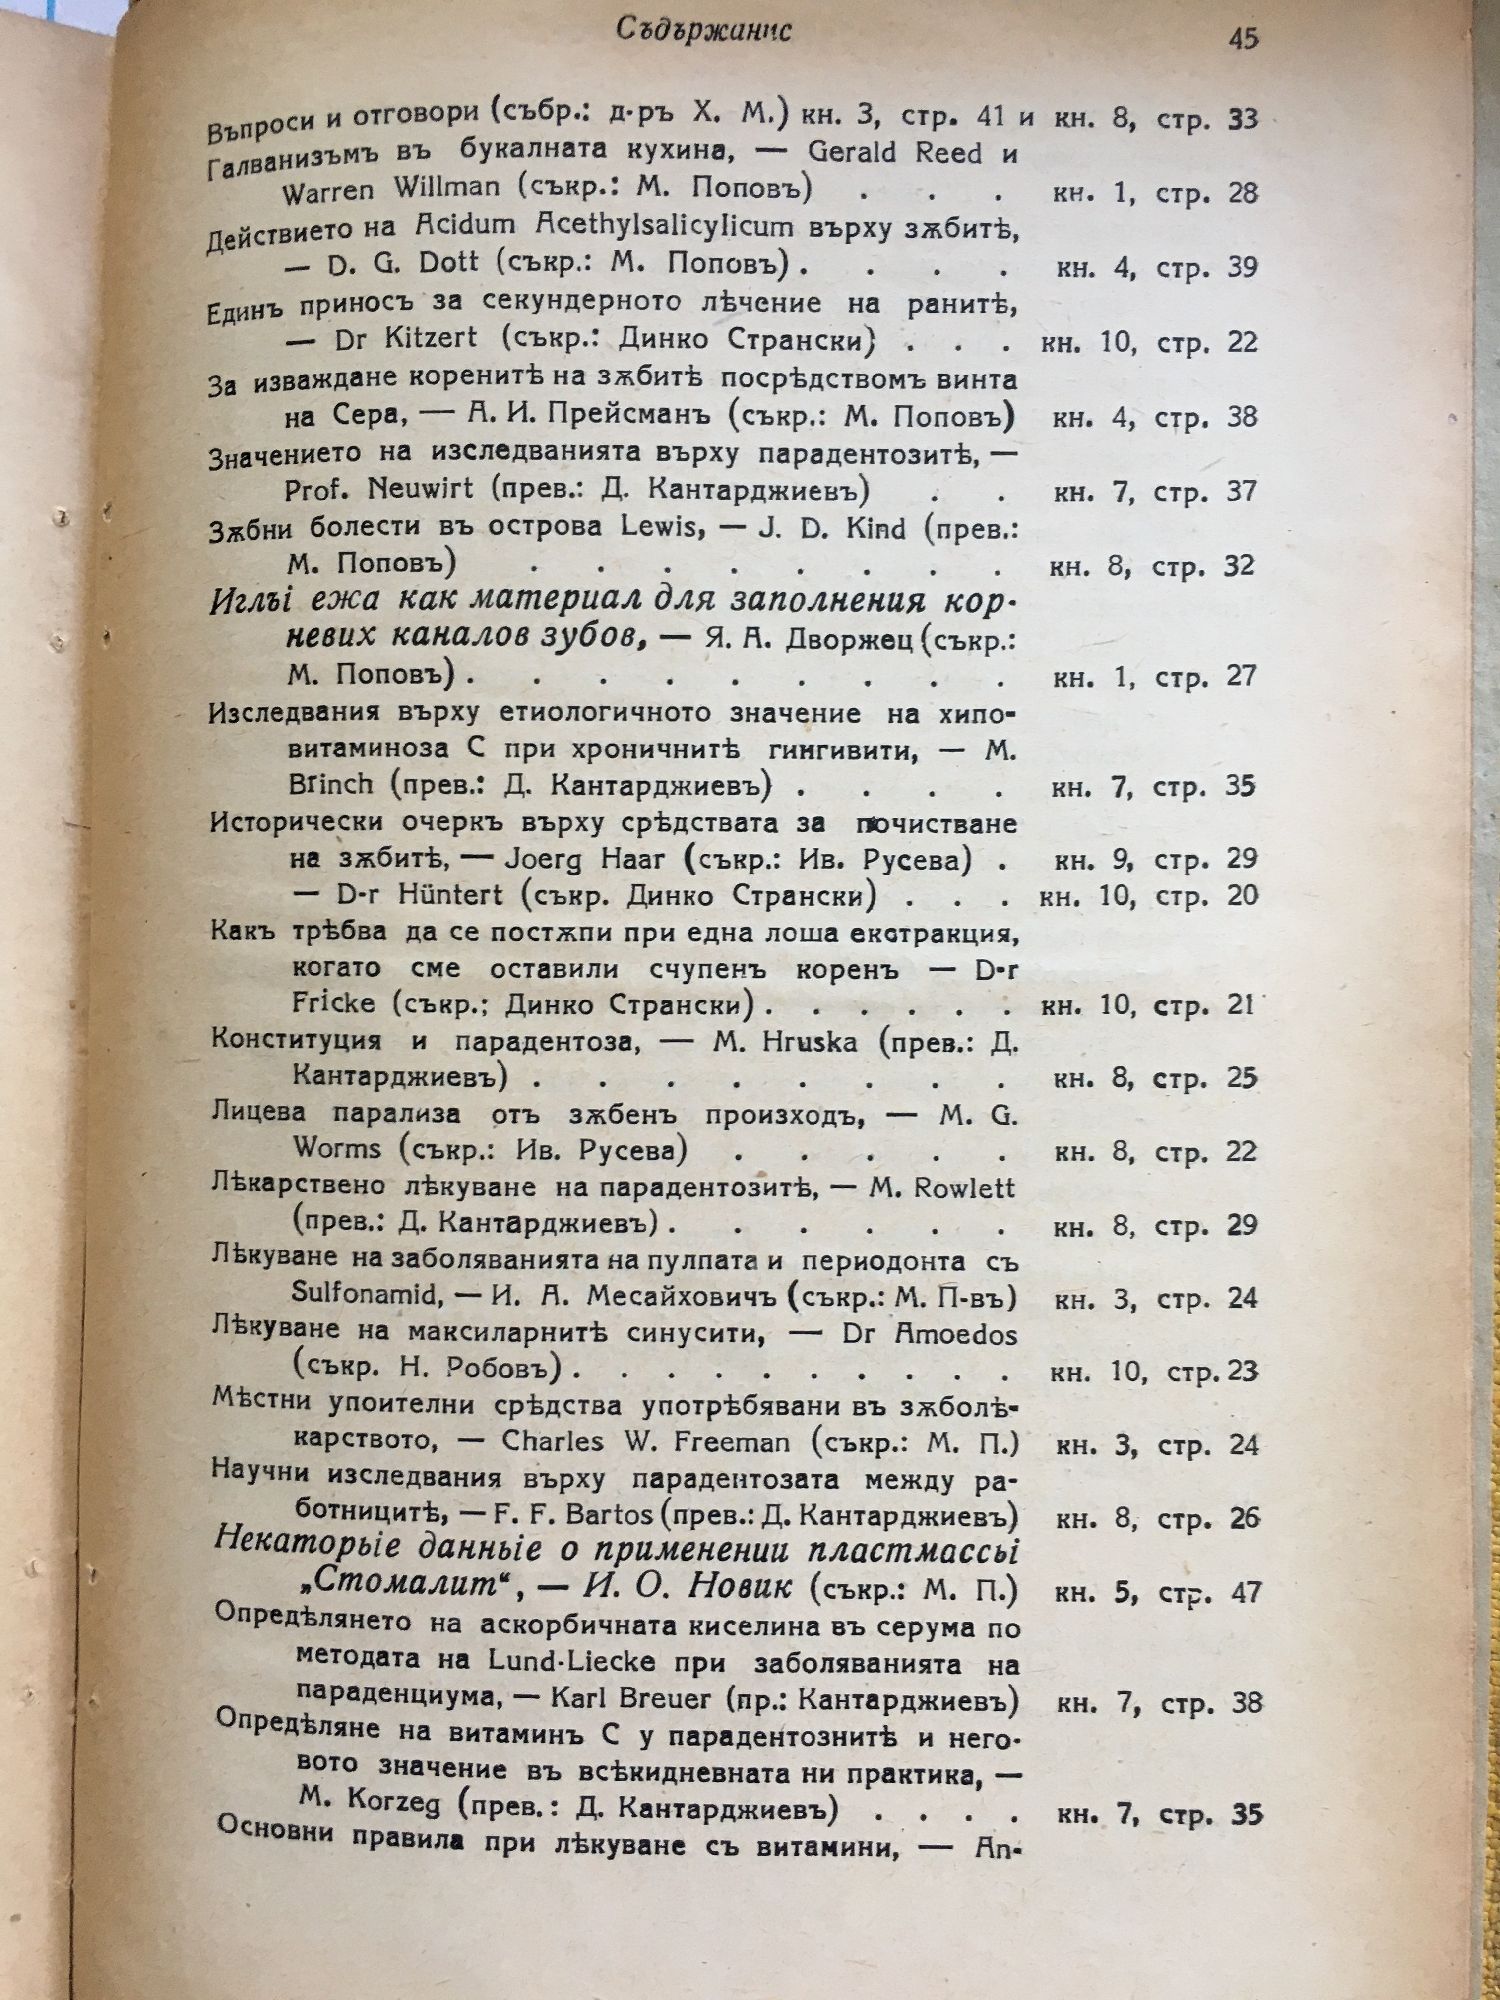 Съдържание 45
Въпроси и отговори (събр.: д-ръ Х. М.) кн. 3, стр. 41 и кн. 8, стр. 33
Галванизъмъ въ букалната кухина, — Gerald Reed и
Warren Willman (съкр.: М. Поповъ) . . . кн. 1, стр. 28
Действието на Acidum Acethylsalicylicum върху зѫбитѣ,
— D. G. Dott (съкр.: М. Поповъ) . . . . кн. 4, стр. 39
Единъ приносъ за секундерното лѣчение на ранитѣ,
— Dr Kitzert (съкр.: Динко Странски) . . . кн. 10, стр. 22
За изваждане коренитѣ на зѫбитѣ посрѣдствомъ винта
на Сера, — А. И. Прейсманъ (съкр.: М. Поповъ) кн. 4, стр. 38
Значението на изследванията върху парадентозитѣ, —
Prof. Neuwirt (прев.: Д. Кантарджиевъ) . . кн. 7, стр. 37
Зѫбни болести въ острова Lewis, — J. D. Kind (прев.:
М. Поповъ) . . . . . . . . кн. 8, стр. 32
Иглъі ежа как материал для заполнения кор-
невих каналов зубов, — Я. А. Дворжец (съкр.:
М. Поповъ) . . . . . . . . . кн. 1, стр. 27
Изследвания върху етиологичното значение на хипо-
витаминоза С при хроничнитѣ гингивити, — М.
Brinch (прев.: Д. Кантарджиевъ) . . . . кн. 7, стр. 35
Исторически очеркъ върху срѣдствата за почистване
на зѫбитѣ, — Joerg Haar (съкр.: Ив. Русева) . кн. 9, стр. 29
— D-r Hüntert (съкр. Динко Странски) . . . кн. 10, стр. 20
Какъ трѣбва да се постѫпи при една лоша екстракция,
когато сме оставили счупенъ коренъ — D-r
Fricke (съкр.; Динко Странски) . . . . . . кн. 10, стр. 21
Конституция и парадентоза, — M. Hruska (прев.: Д.
Кантарджиевъ) . . . . . . . . кн. 8, стр. 25
Лицева парализа отъ зѫбенъ произходъ, — M. G.
Worms (съкр.: Ив. Русева) . . . . . кн. 8, стр. 22
Лѣкарствено лѣкуване на парадентозитѣ, — M. Rowlett
(прев.: Д. Кантарджиевъ) . . . . . . кн. 8, стр. 29
Лѣкуване на заболяванията на пулпата и периодонта съ
Sulfonamid, — И. А. Месайховичъ (съкр.: М. П-въ) кн. 3, стр. 24
Лѣкуване на максиларнитѣ синусити, — Dr Amoedos
(съкр. Н. Робовъ) . . . . . . . . . . кн. 10, стр. 23
Мѣстни упоителни срѣдства употрѣбявани въ зѫболѣ-
карството, — Charles W. Freeman (съкр.: М. П.) кн. 3, стр. 24
Научни изследвания върху парадентозата между ра-
ботницитѣ, — F. F. Bartos (прев.: Д. Кантарджиевъ) кн. 8, стр. 26
Некаторьіе данньіе о применении пластмассьі
„Стомалит“, — И. О. Новик (съкр.: М. П.) кн. 5, стр. 47
Опредѣлянето на аскорбичната киселина въ серума по
методата на Lund-Liecke при заболяванията на
параденциума, — Karl Breuer (пр.: Кантарджиевъ) кн. 7, стр. 38
Опредѣляне на витаминъ С у парадентознитѣ и него-
вото значение въ всѣкидневната ни практика, —
М. Korzeg (прев.: Д. Кантарджиевъ) . . . . кн. 7, стр. 35
Основни правила при лѣкуване съ витамини, — An-